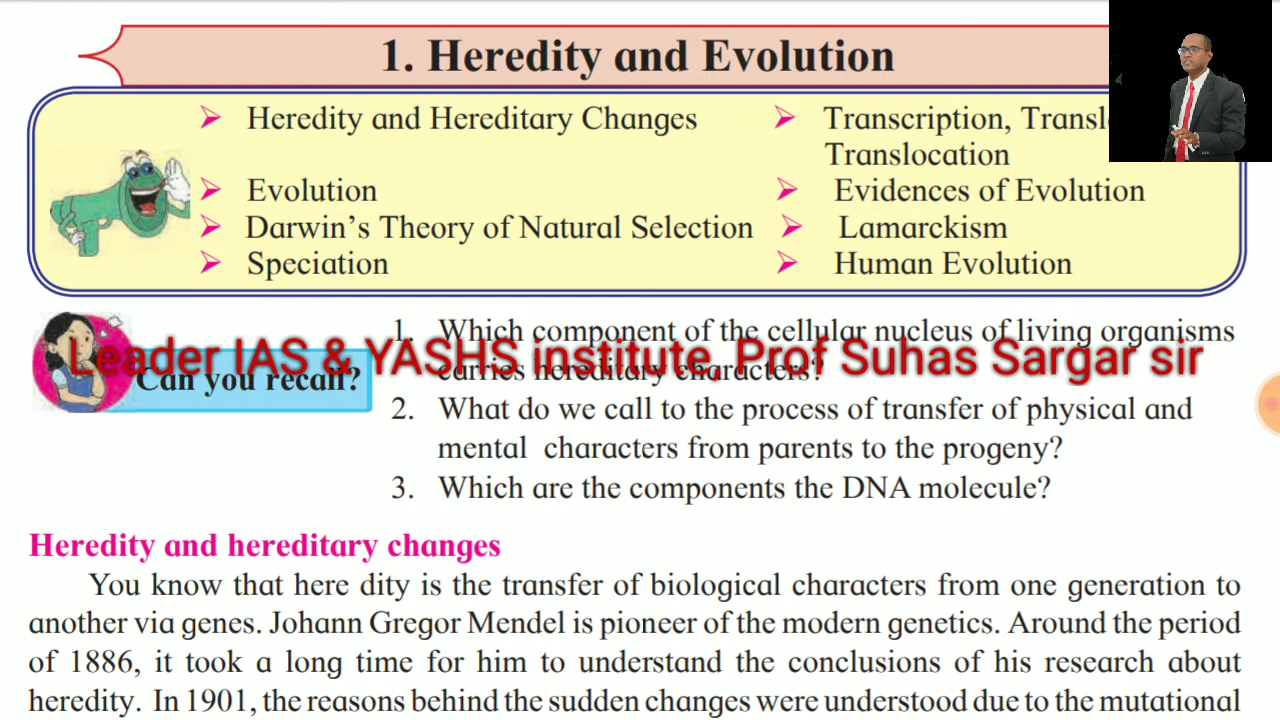 1. Heredity and Evolution
Heredity and Hereditary Changes
Transcription,
Translocation
Evolution
Evidences of Evolution
Darwin's Theory of Natural Selection
Lamarckism
Speciation
Human Evolution
Can you recall?
1. Which component of the cellular nucleus of living organisms
carries hereditary characters?
Leader IAS & YASHS institute, Prof Suhas Sargar sir
2. What do we call to the process of transfer of physical and
mental characters from parents to the progeny?
3. Which are the components the DNA molecule?
Heredity and hereditary changes
You know that here dity is the transfer of biological characters from one generation to
another via genes. Johann Gregor Mendel is pioneer of the modern genetics. Around the period
of 1886, it took a long time for him to understand the conclusions of his research about
heredity. In 1901, the reasons behind the sudden changes were understood due to the mutational